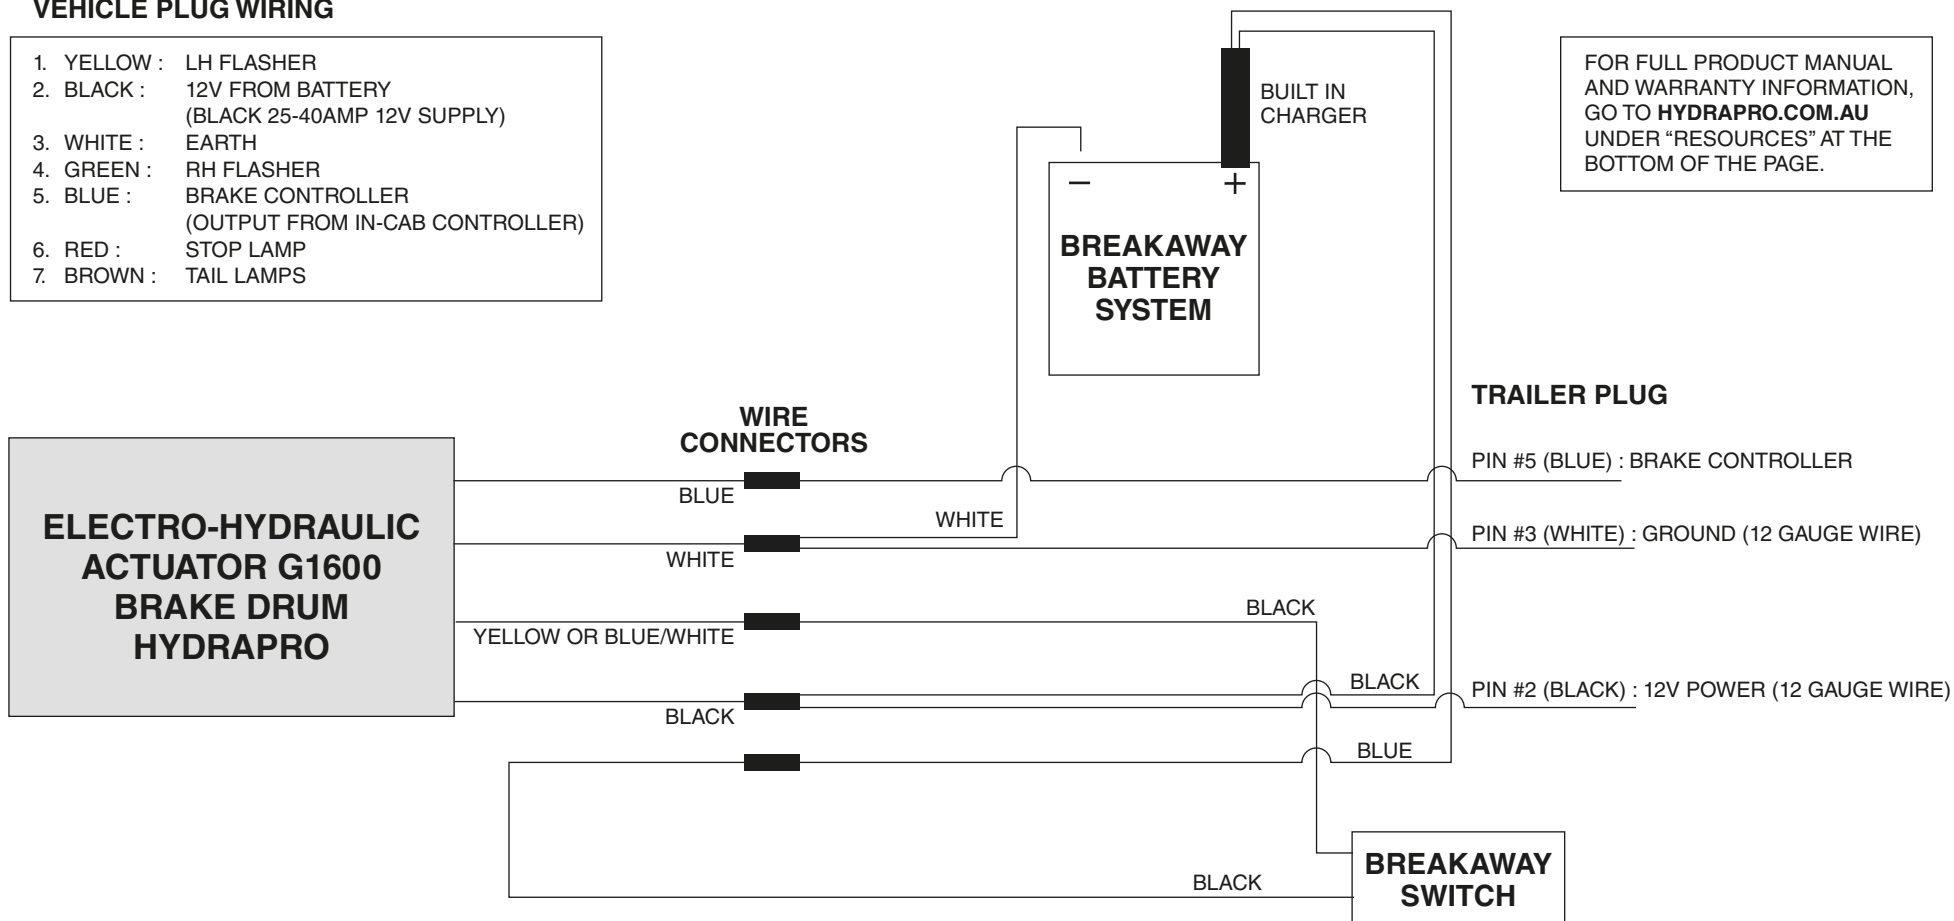 VEHICLE PLUG WIRING
1. YELLOW : LH FLASHER
2. BLACK : 12V FROM BATTERY
(BLACK 25-40AMP 12V SUPPLY)
3. WHITE : EARTH
4. GREEN : RH FLASHER
5. BLUE : BRAKE CONTROLLER
(OUTPUT FROM IN-CAB CONTROLLER)
6. RED : STOP LAMP
7. BROWN : TAIL LAMPS
BUILT IN
CHARGER
FOR FULL PRODUCT MANUAL
AND WARRANTY INFORMATION,
GO TO HYDRAPRO.COM.AU
UNDER “RESOURCES” AT THE
BOTTOM OF THE PAGE.
– +
BREAKAWAY
BATTERY
SYSTEM
TRAILER PLUG
WIRE
CONNECTORS
PIN #5 (BLUE) : BRAKE CONTROLLER
BLUE
WHITE
PIN #3 (WHITE) : GROUND (12 GAUGE WIRE)
WHITE
ELECTRO-HYDRAULIC
ACTUATOR G1600
BRAKE DRUM
HYDRAPRO
BLACK
YELLOW OR BLUE/WHITE
BLACK
PIN #2 (BLACK) : 12V POWER (12 GAUGE WIRE)
BLACK
BLUE
BLACK
BREAKAWAY
SWITCH